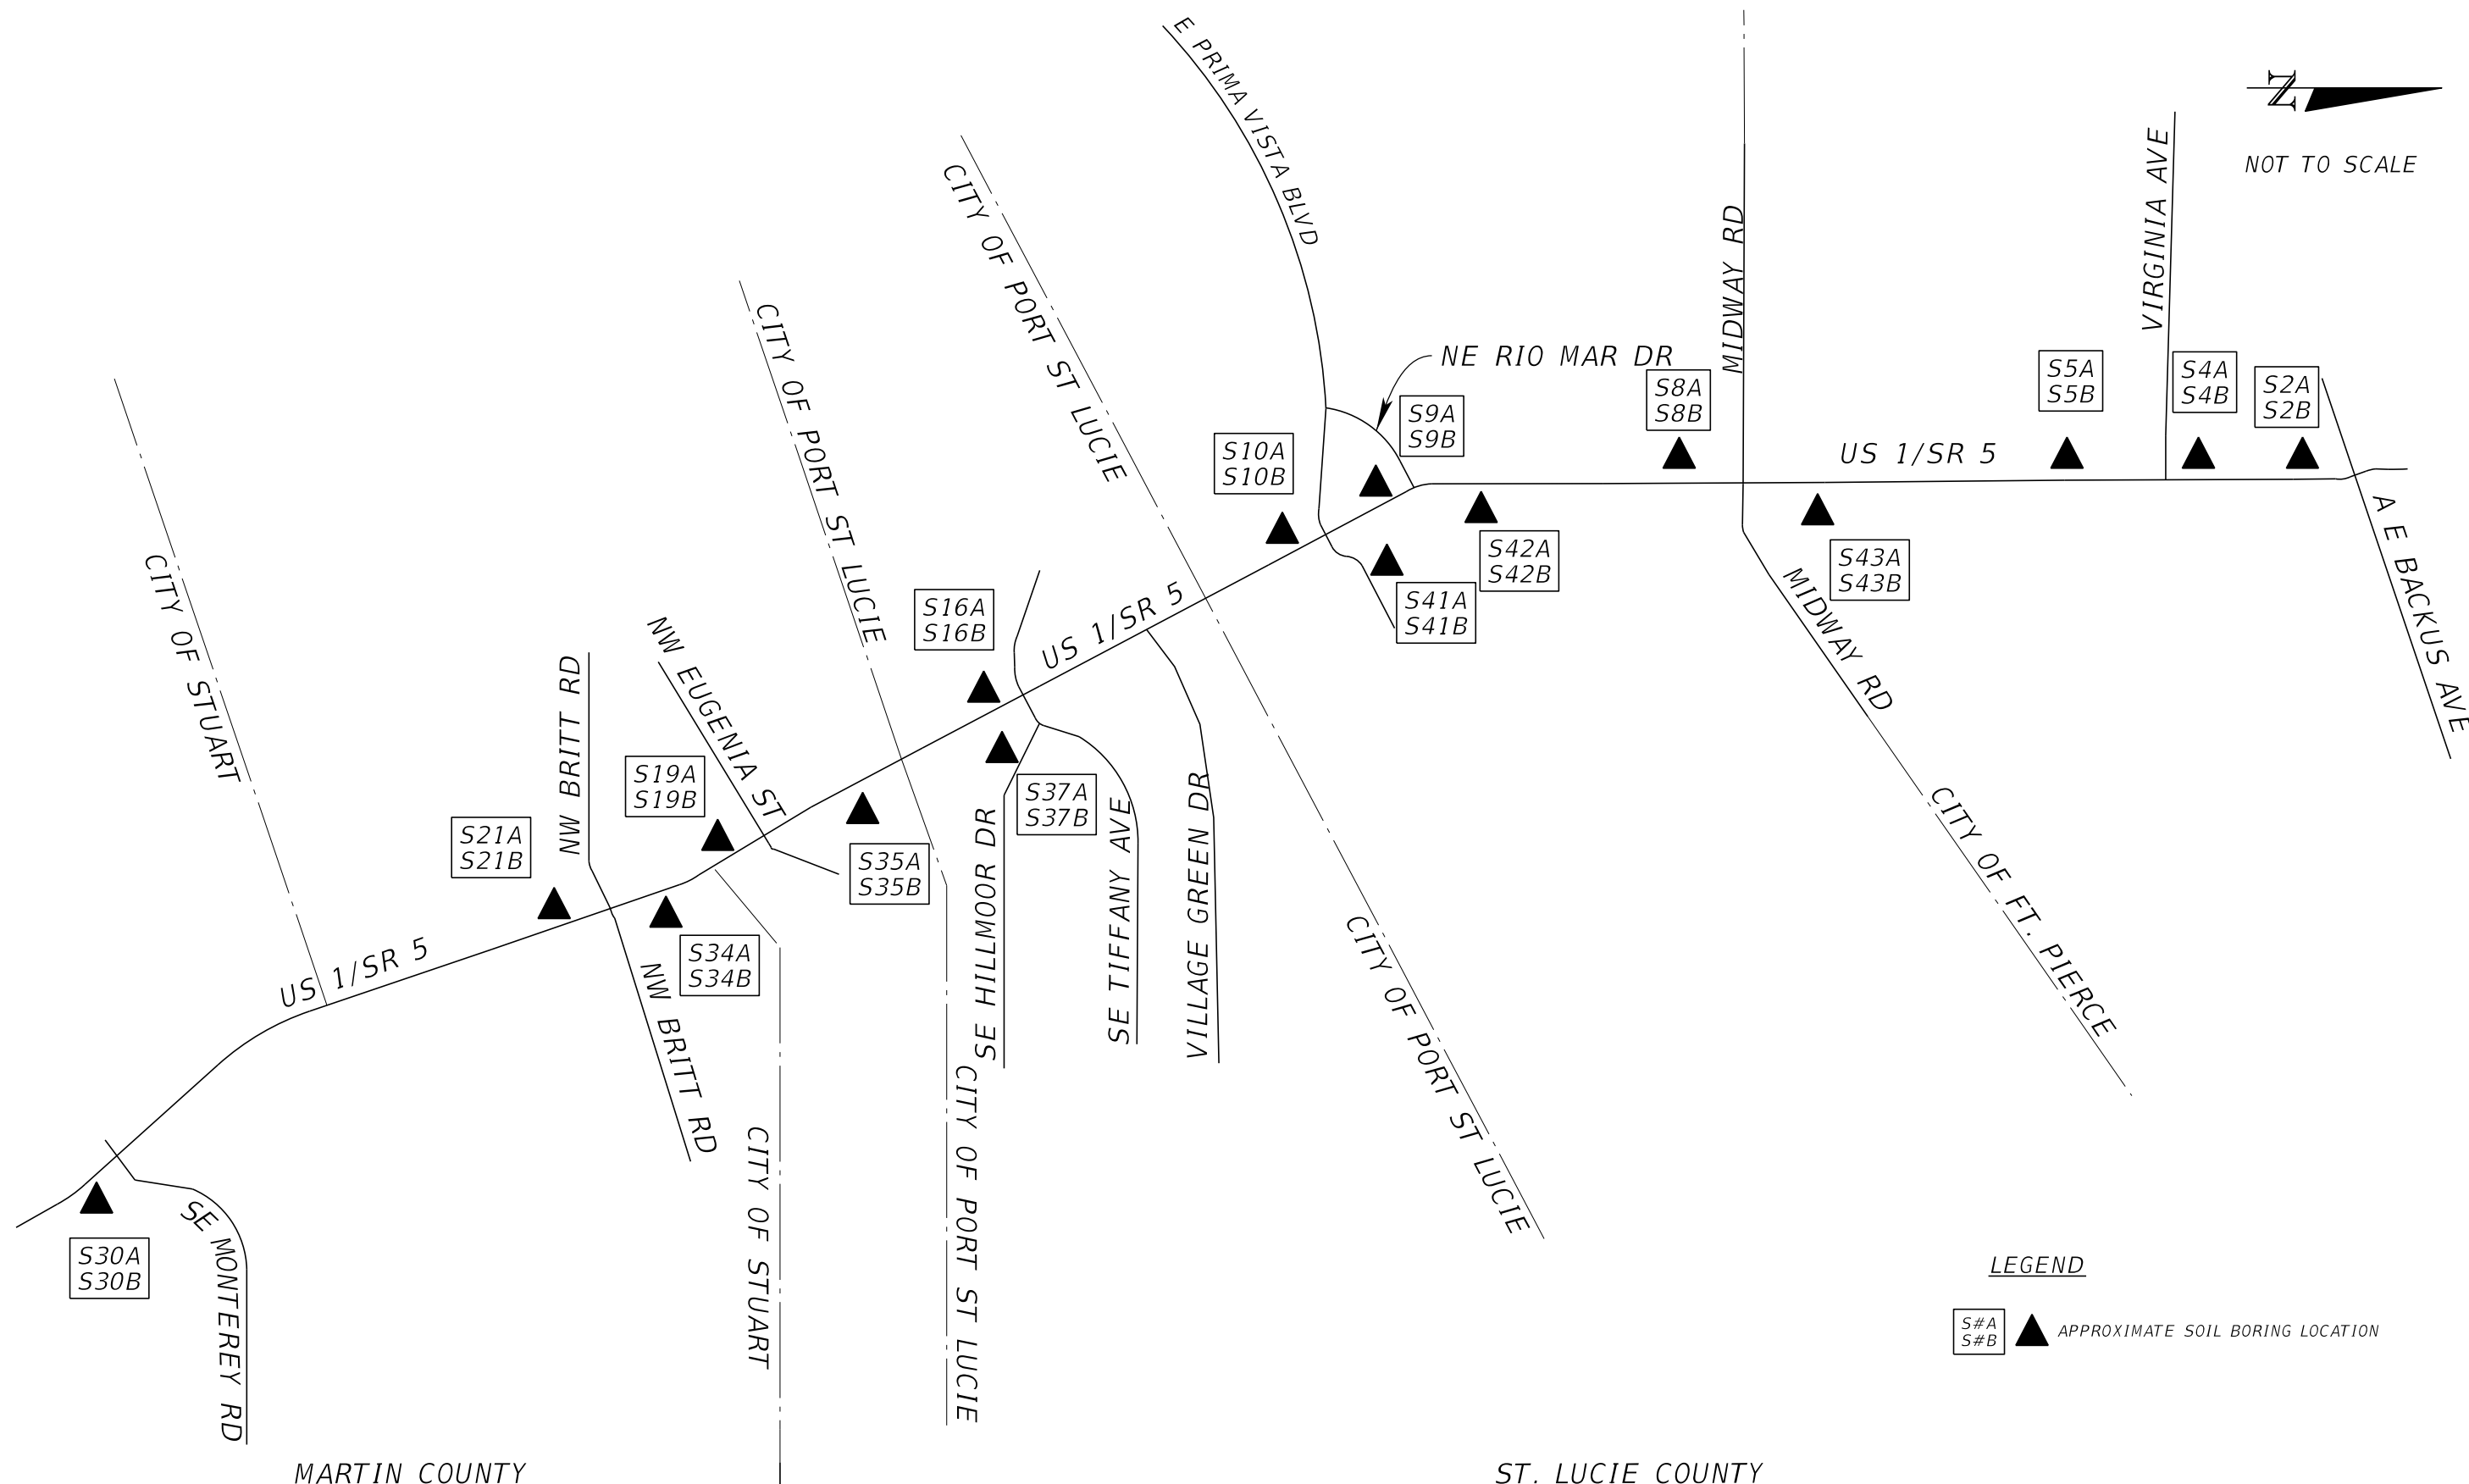 E PRIMA VISTA BLVD
N
NOT TO SCALE
VIRGINIA AVE
CITY OF PORT ST LUCIE
MIDWAY RD
CITY OF PORT ST LUCIE
NE RIO MAR DR
S8A
S8B
S5A
S5B
S4A
S4B
S2A
S2B
S9A
S9B
S10A
S10B
US 1/SR 5
CITY OF STUART
A E BACKUS AVE
S42A
S42B
S43A
S43B
S41A
S41B
MIDWAY RD
S16A
S16B
US 1/SR 5
NW EUGENIA ST
NW BRITT RD
S19A
S19B
S21A
S21B
S37A
S37B
S35A
S35B
SE HILLMOOR DR
SE TIFFANY AVE
VILLAGE GREEN DR
CITY OF FT. PIERCE
CITY OF PORT ST LUCIE
US 1/SR 5
S34A
S34B
NW BRITT RD
CITY OF STUART
CITY OF PORT ST LUCIE
SE MONTEREY RD
S30A
S30B
LEGEND
S#A
S#B
APPROXIMATE SOIL BORING LOCATION
MARTIN COUNTY
ST. LUCIE COUNTY